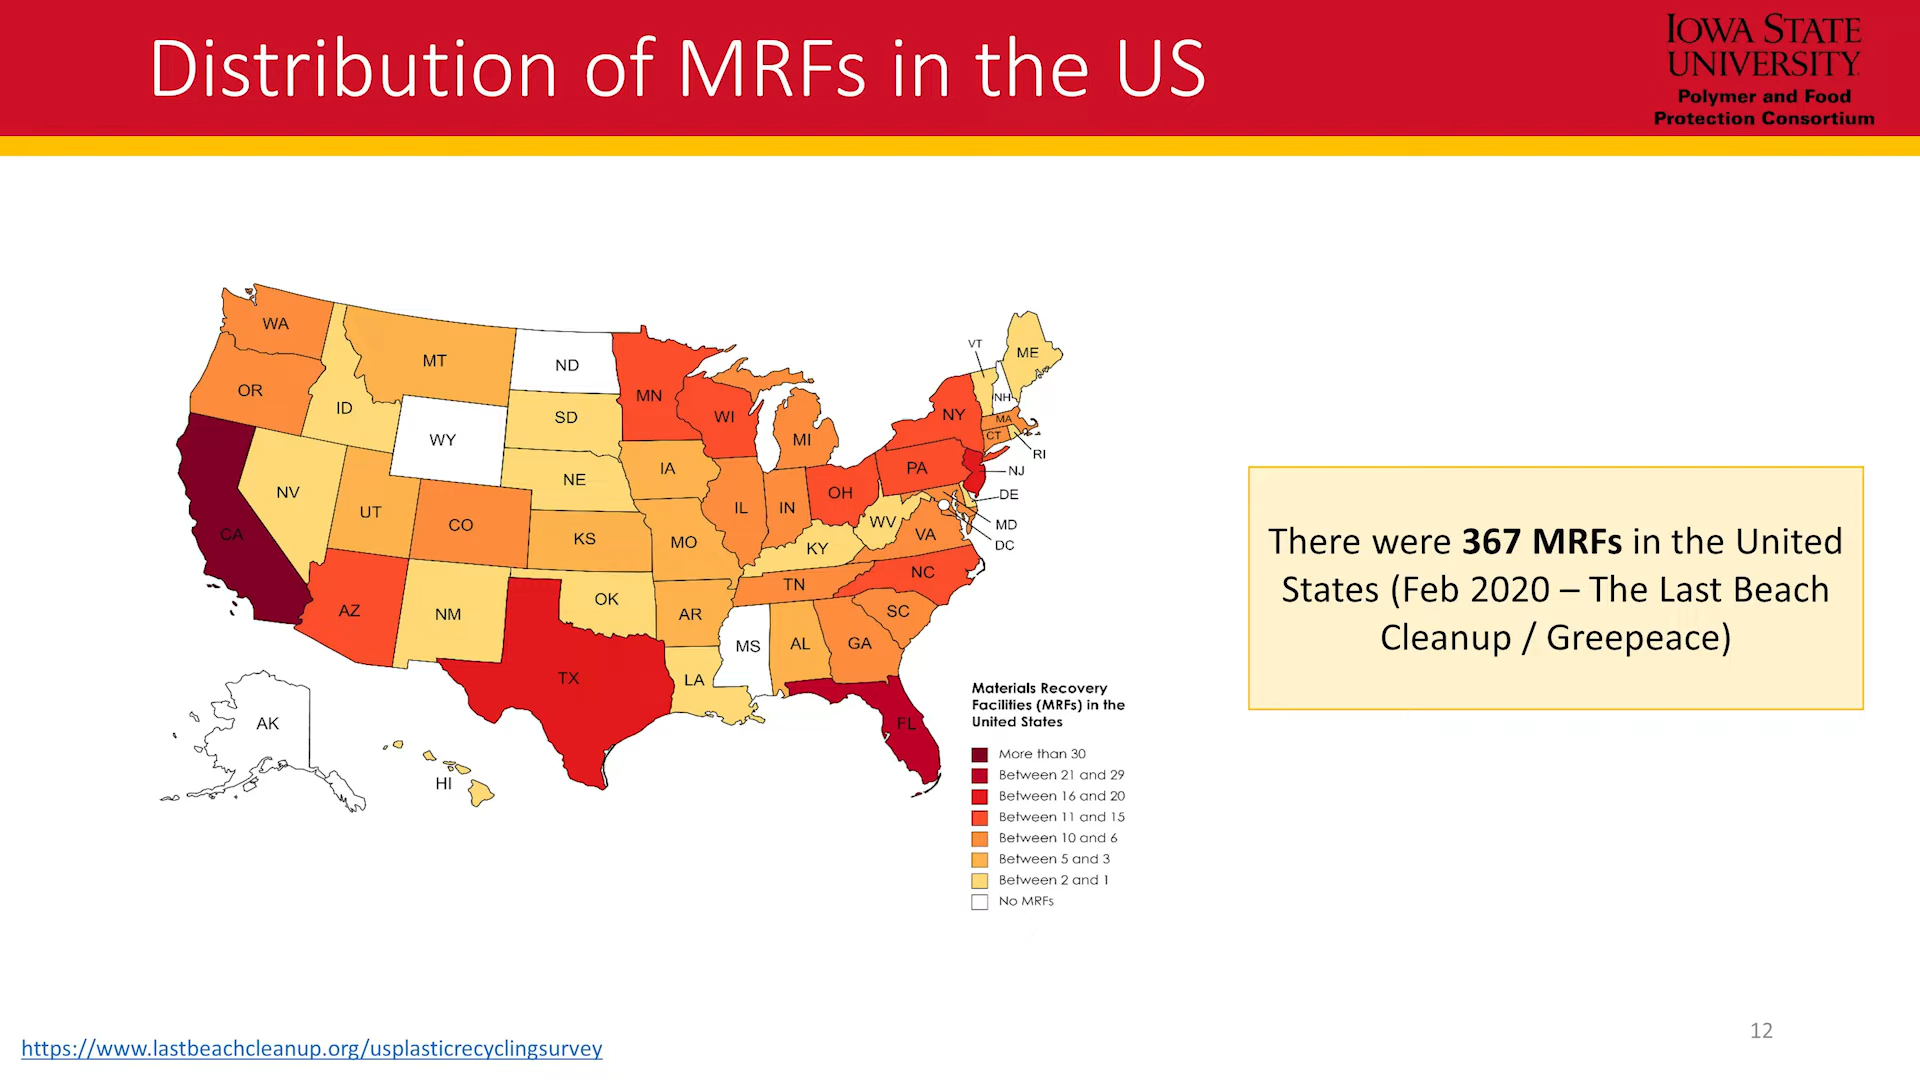 Distribution of MRFs in the US
IOWA STATE
UNIVERSITY
Polymer and Food
Protection Consortium
WA
MT
ND
MN
VT
ME
OR
ID
SD
WI
MI
NY
NH
MA
CT
RI
WY
IA
PA
NJ
NV
NE
OH
DE
UT
CO
IL
IN
WV
MD
CA
KS
MO
KY
VA
DC
AZ
NM
OK
AR
TN
NC
SC
TX
LA
MS
AL
GA
AK
HI
FL
Materials Recovery
Facilities (MRFs) in the
United States
More than 30
Between 21 and 29
Between 16 and 20
Between 11 and 15
Between 10 and 6
Between 5 and 3
Between 2 and 1
No MRFs
There were 367 MRFs in the United
States (Feb 2020 – The Last Beach
Cleanup / Greepeace)
https://www.lastbeachcleanup.org/usplasticrecyclingsurvey
12